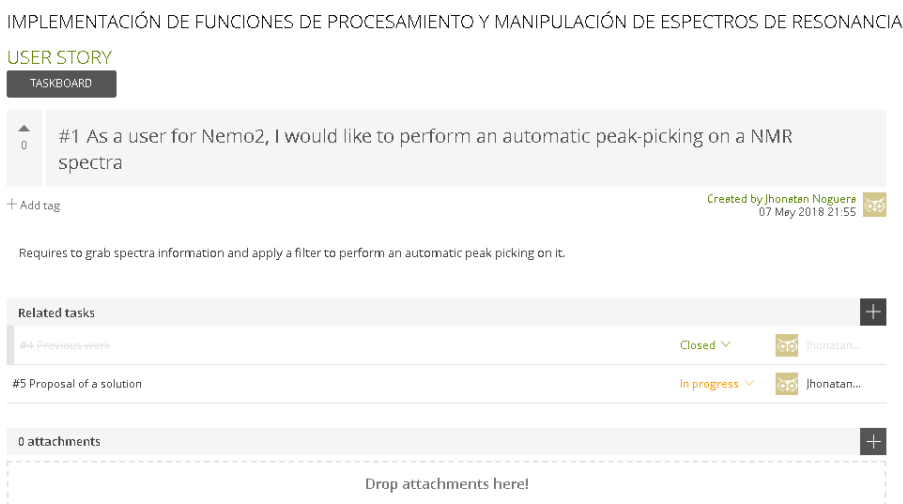 IMPLEMENTACIÓN DE FUNCIONES DE PROCESAMIENTO Y MANIPULACIÓN DE ESPECTROS DE RESONANCIA
USER STORY
TASKBOARD
0
#1 As a user for Nemo2, I would like to perform an automatic peak-picking on a NMR
spectra
Add tag
Created by Jhonatan Noguera
07 May 2018 21:55
Requires to grab spectra information and apply a filter to perform an automatic peak picking on it.
Related tasks
#4 Previous work Closed Jhonatan...
#5 Proposal of a solution In progress Jhonatan...
0 attachments
Drop attachments here!